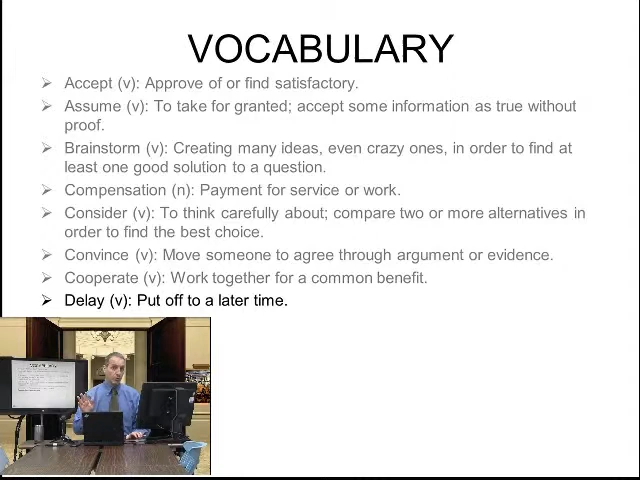 VOCABULARY
➢ Accept (v): Approve of or find satisfactory.
➢ Assume (v): To take for granted; accept some information as true without
proof.
➢ Brainstorm (v): Creating many ideas, even crazy ones, in order to find at
least one good solution to a question.
➢ Compensation (n): Payment for service or work.
➢ Consider (v): To think carefully about; compare two or more alternatives in
order to find the best choice.
➢ Convince (v): Move someone to agree through argument or evidence.
➢ Cooperate (v): Work together for a common benefit.
➢ Delay (v): Put off to a later time.
VOCABULARY